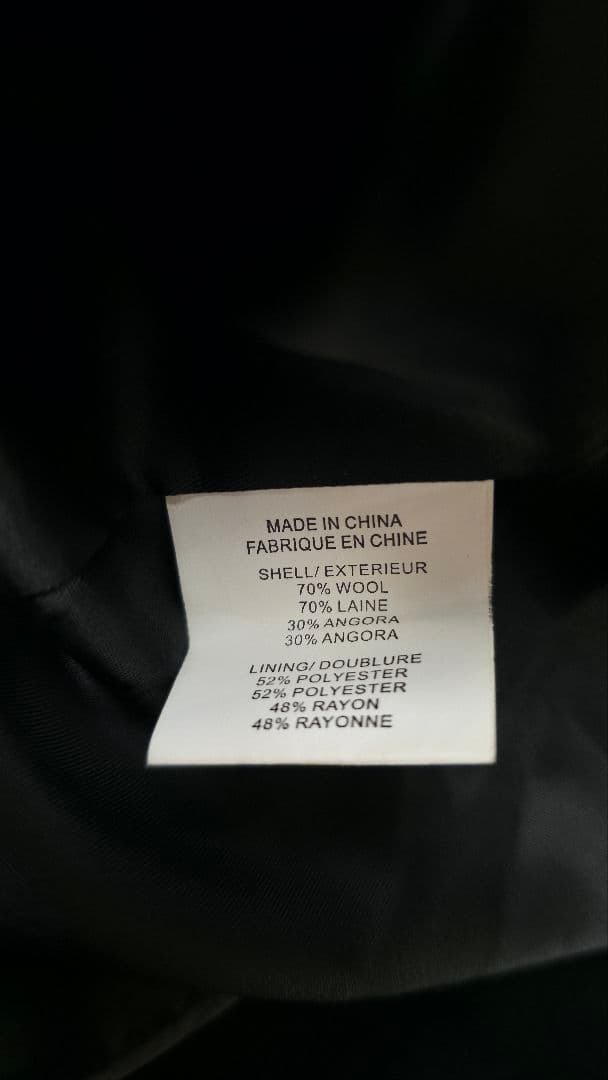 MADE IN CHINA
FABRIQUE EN CHINE
SHELL/ EXTERIEUR
70% WOOL
70% LAINE
30% ANGORA
30% ANGORA
LINING/ DOUBLURE
52% POLYESTER
52% POLYESTER
48% RAYON
48% RAYONNE